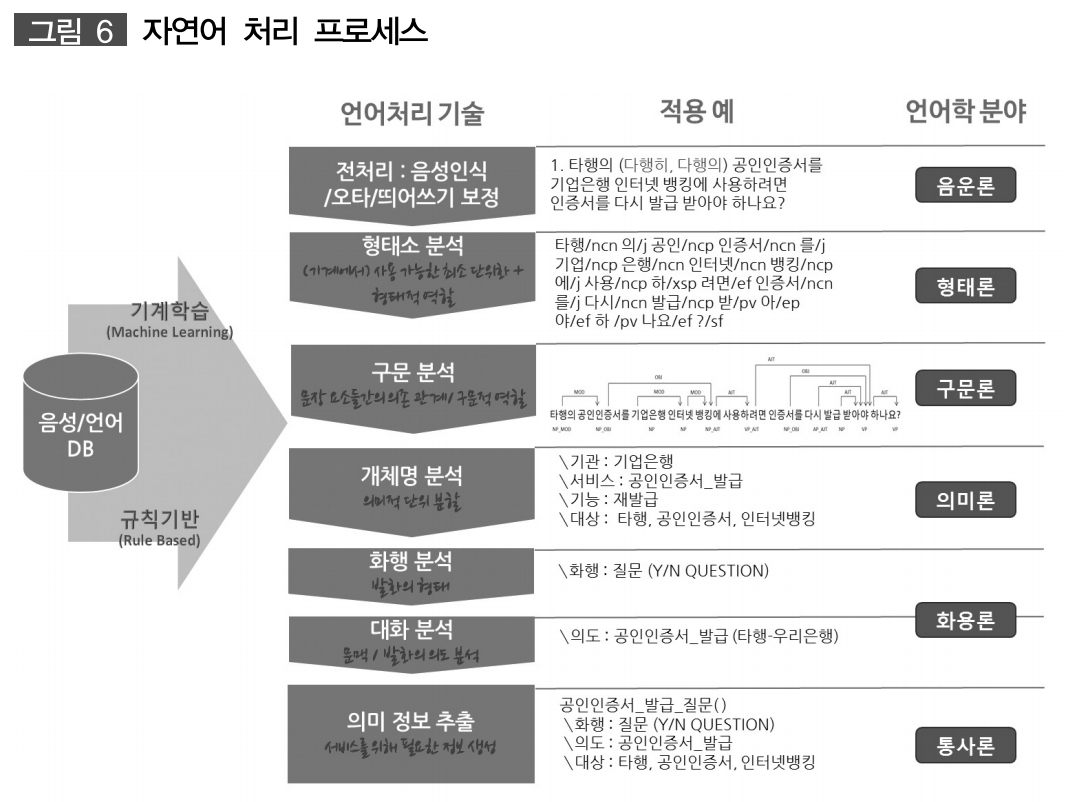 그림 6 자연어 처리 프로세스
언어처리 기술 적용 예 언어학 분야
기계학습
(Machine Learning)
음성/언어
DB
규칙기반
(Rule Based)
전처리 : 음성인식
/오타/띄어쓰기 보정
1. 타행의 (다행히, 다행의) 공인인증서를
기업은행 인터넷 뱅킹에 사용하려면
인증서를 다시 발급 받아야 하나요?
음운론
형태소 분석
(기계에서) 사용 가능한 최소 단위화 +
형태적 역할
타행/ncn 의/j 공인/ncp 인증서/ncn 를/j
기업/ncp 은행/ncn 인터넷/ncn 뱅킹/ncp
에/j 사용/ncp 하/xsp 려면/ef 인증서/ncn
를/j 다시/ncn 발급/ncp 받/pv 아/ep
야/ef 하 /pv 나요/ef ?/sf
형태론
구문 분석
문장 요소들간의 의존 관계/ 구문적 역할
AJT
OBJ OBJ
AJT
MOD MOD MOD AJT AJT AJT
타행의 공인인증서를 기업은행 인터넷 뱅킹에 사용하려면 인증서를 다시 발급 받아야 하나요?
NP_MOD NP_OBJ NP NP NP_AJT VP_AJT NP_OBJ AP_AJT NP VP VP
구문론
개체명 분석
의미적 단위 분할
\기관 : 기업은행
\서비스 : 공인인증서_발급
\기능 : 재발급
\대상 : 타행, 공인인증서, 인터넷뱅킹
의미론
화행 분석
발화의 형태
\화행 : 질문 (Y/N QUESTION)
화용론
대화 분석
문맥 / 발화의 의도 분석
\의도 : 공인인증서_발급 (타행-우리은행)
의미 정보 추출
서비스를 위해 필요한 정보 생성
공인인증서_발급_질문()
\화행 : 질문 (Y/N QUESTION)
\의도 : 공인인증서_발급
\대상 : 타행, 공인인증서, 인터넷뱅킹
통사론